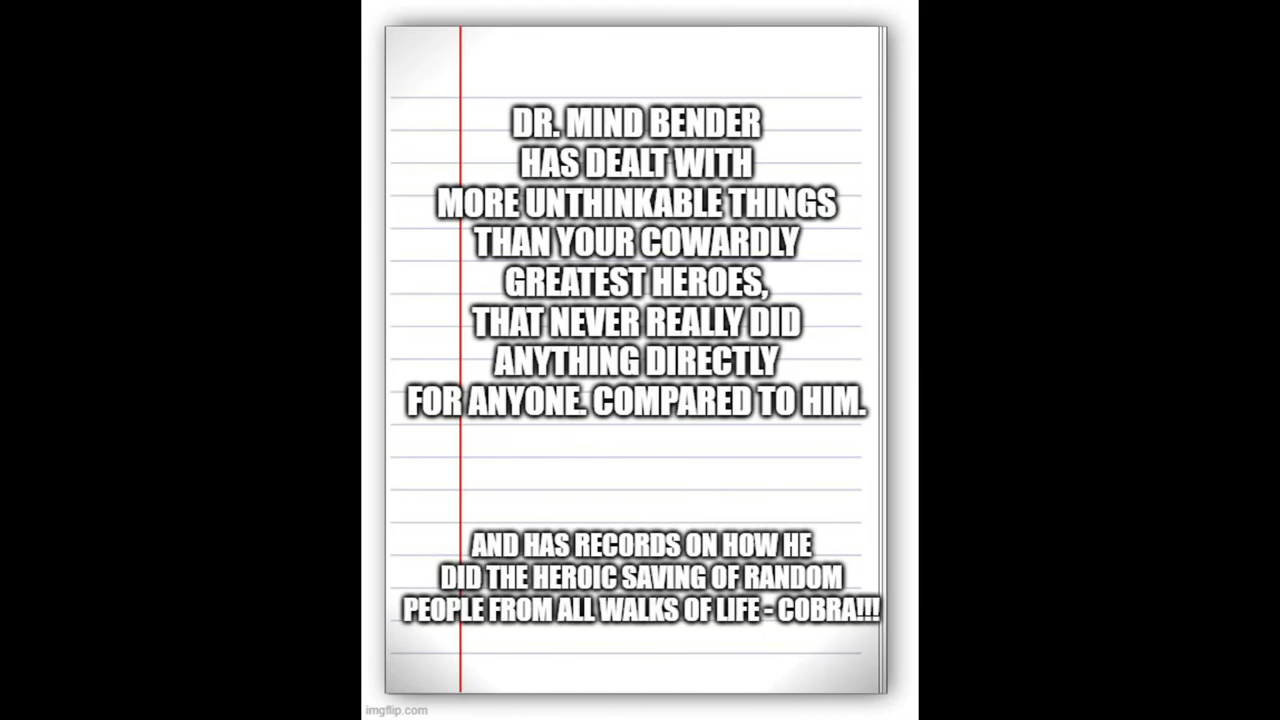 DR. MIND BENDER
HAS DEALT WITH
MORE UNTHINKABLE THINGS
THAN YOUR COWARDLY
GREATEST HEROES,
THAT NEVER REALLY DID
ANYTHING DIRECTLY
FOR ANYONE. COMPARED TO HIM.
AND HAS RECORDS ON HOW HE
DID THE HEROIC SAVING OF RANDOM
PEOPLE FROM ALL WALKS OF LIFE - COBRA!!!
imgflip.com